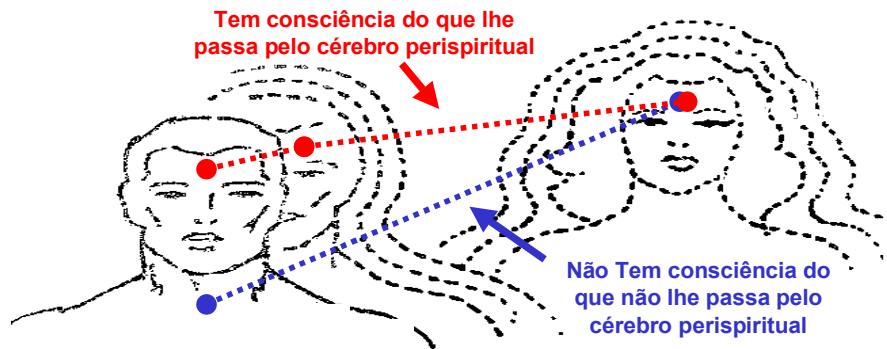 Tem consciência do que lhe
passa pelo cérebro perispiritual
Não Tem consciência do
que não lhe passa pelo
cérebro perispiritual